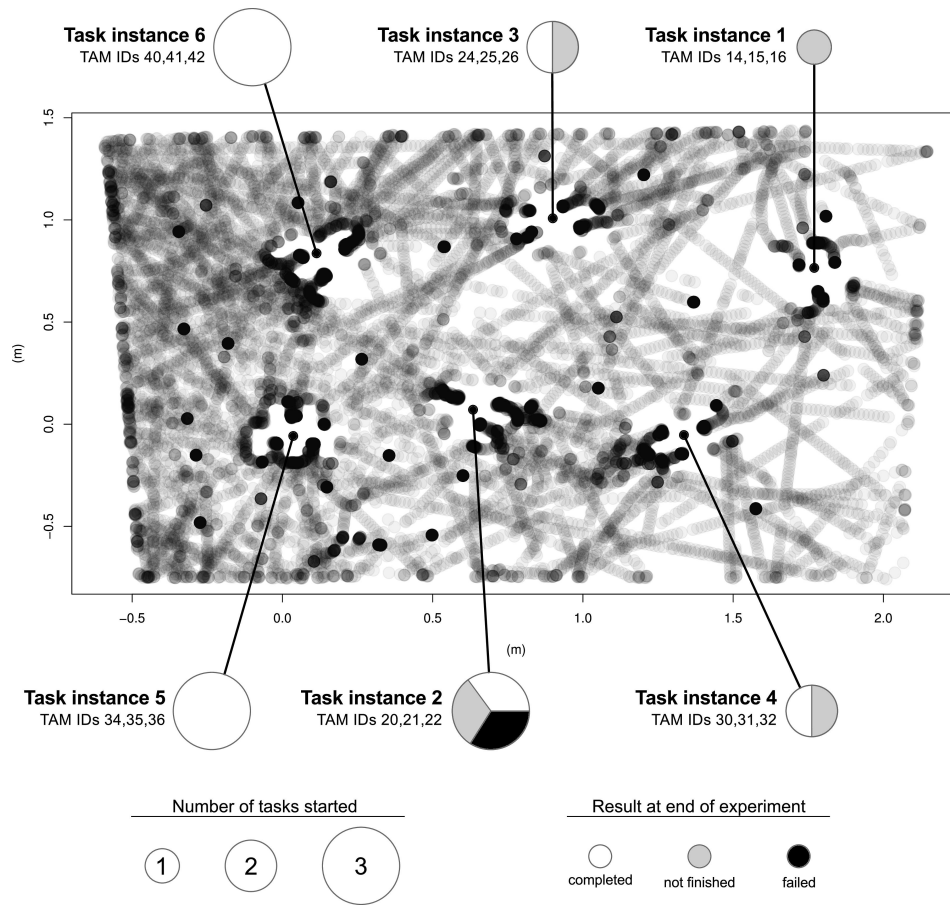 Task instance 6
TAM IDs 40,41,42
Task instance 3
TAM IDs 24,25,26
Task instance 1
TAM IDs 14,15,16
1.5
1.0
0.5
0.0
−0.5
(m)
−0.5
0.0
0.5
1.0
1.5
2.0
(m)
Task instance 5
TAM IDs 34,35,36
Task instance 2
TAM IDs 20,21,22
Task instance 4
TAM IDs 30,31,32
Number of tasks started
1
2
3
Result at end of experiment
completed
not finished
failed